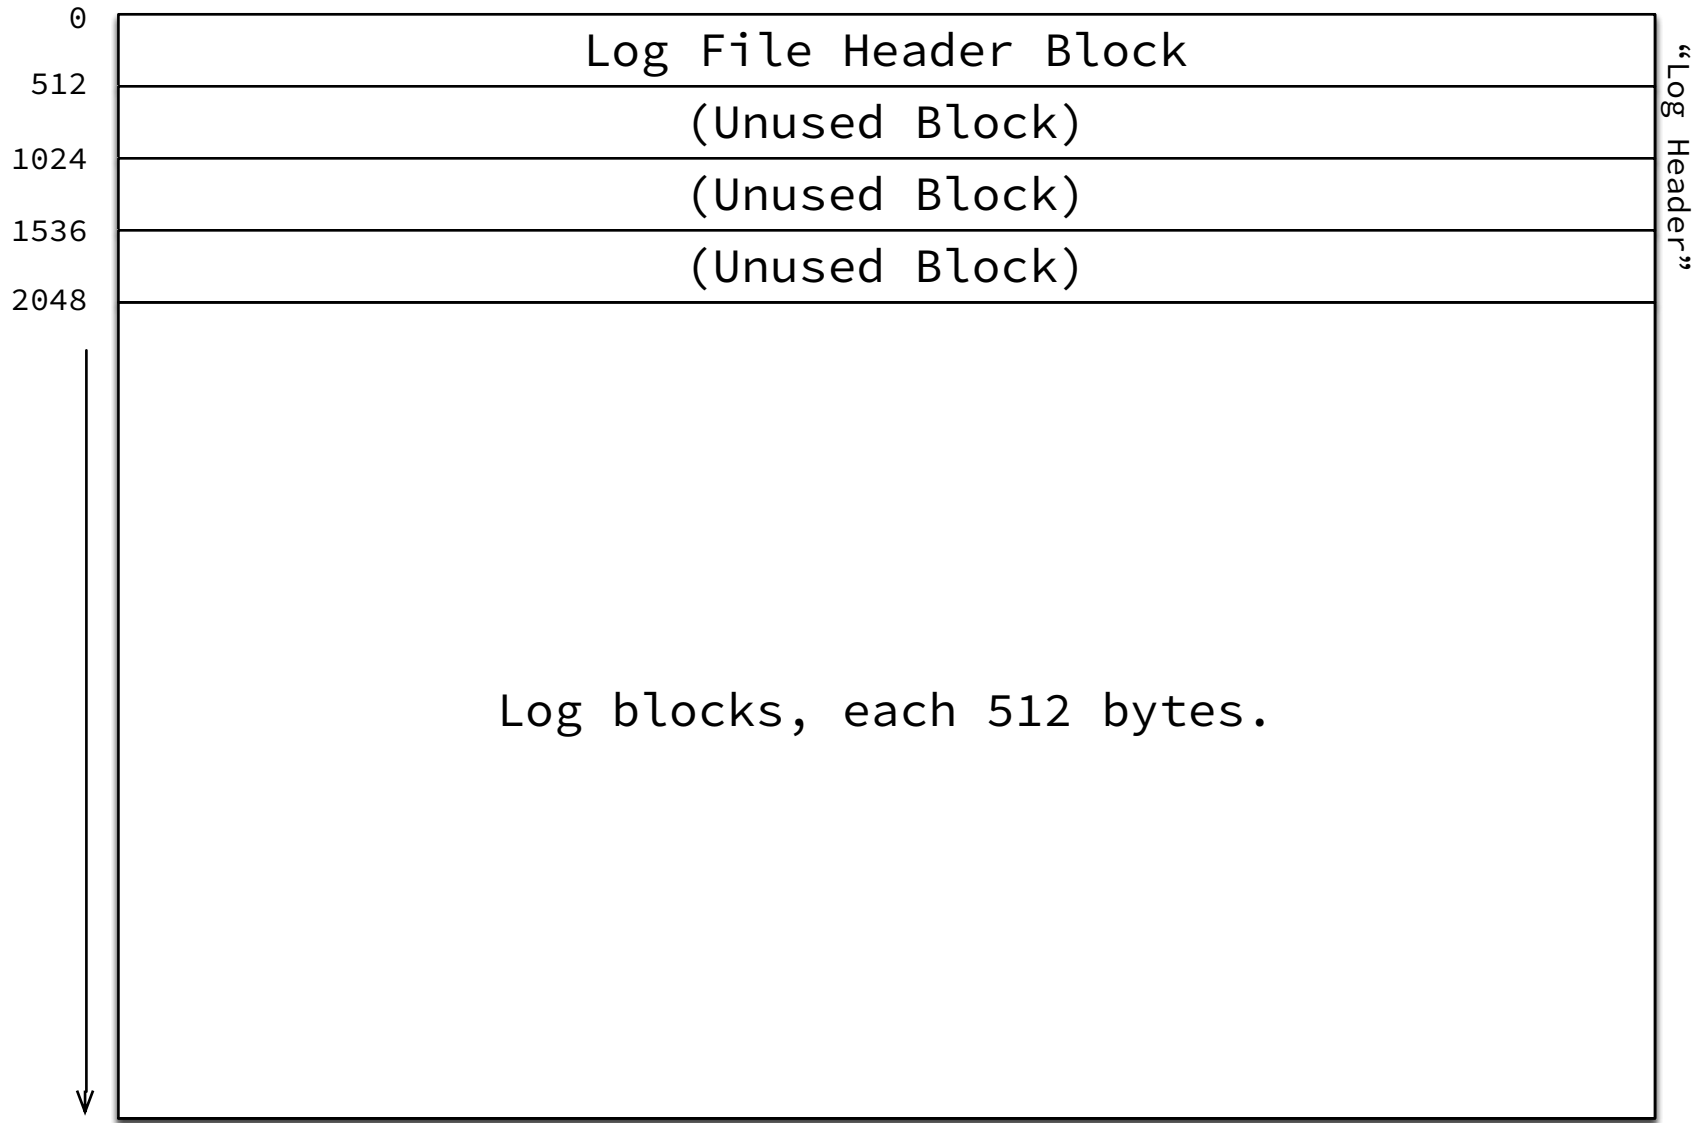 0
Log File Header Block
512
(Unused Block)
1024
(Unused Block)
1536
(Unused Block)
2048
“Log Header”
Log blocks, each 512 bytes.